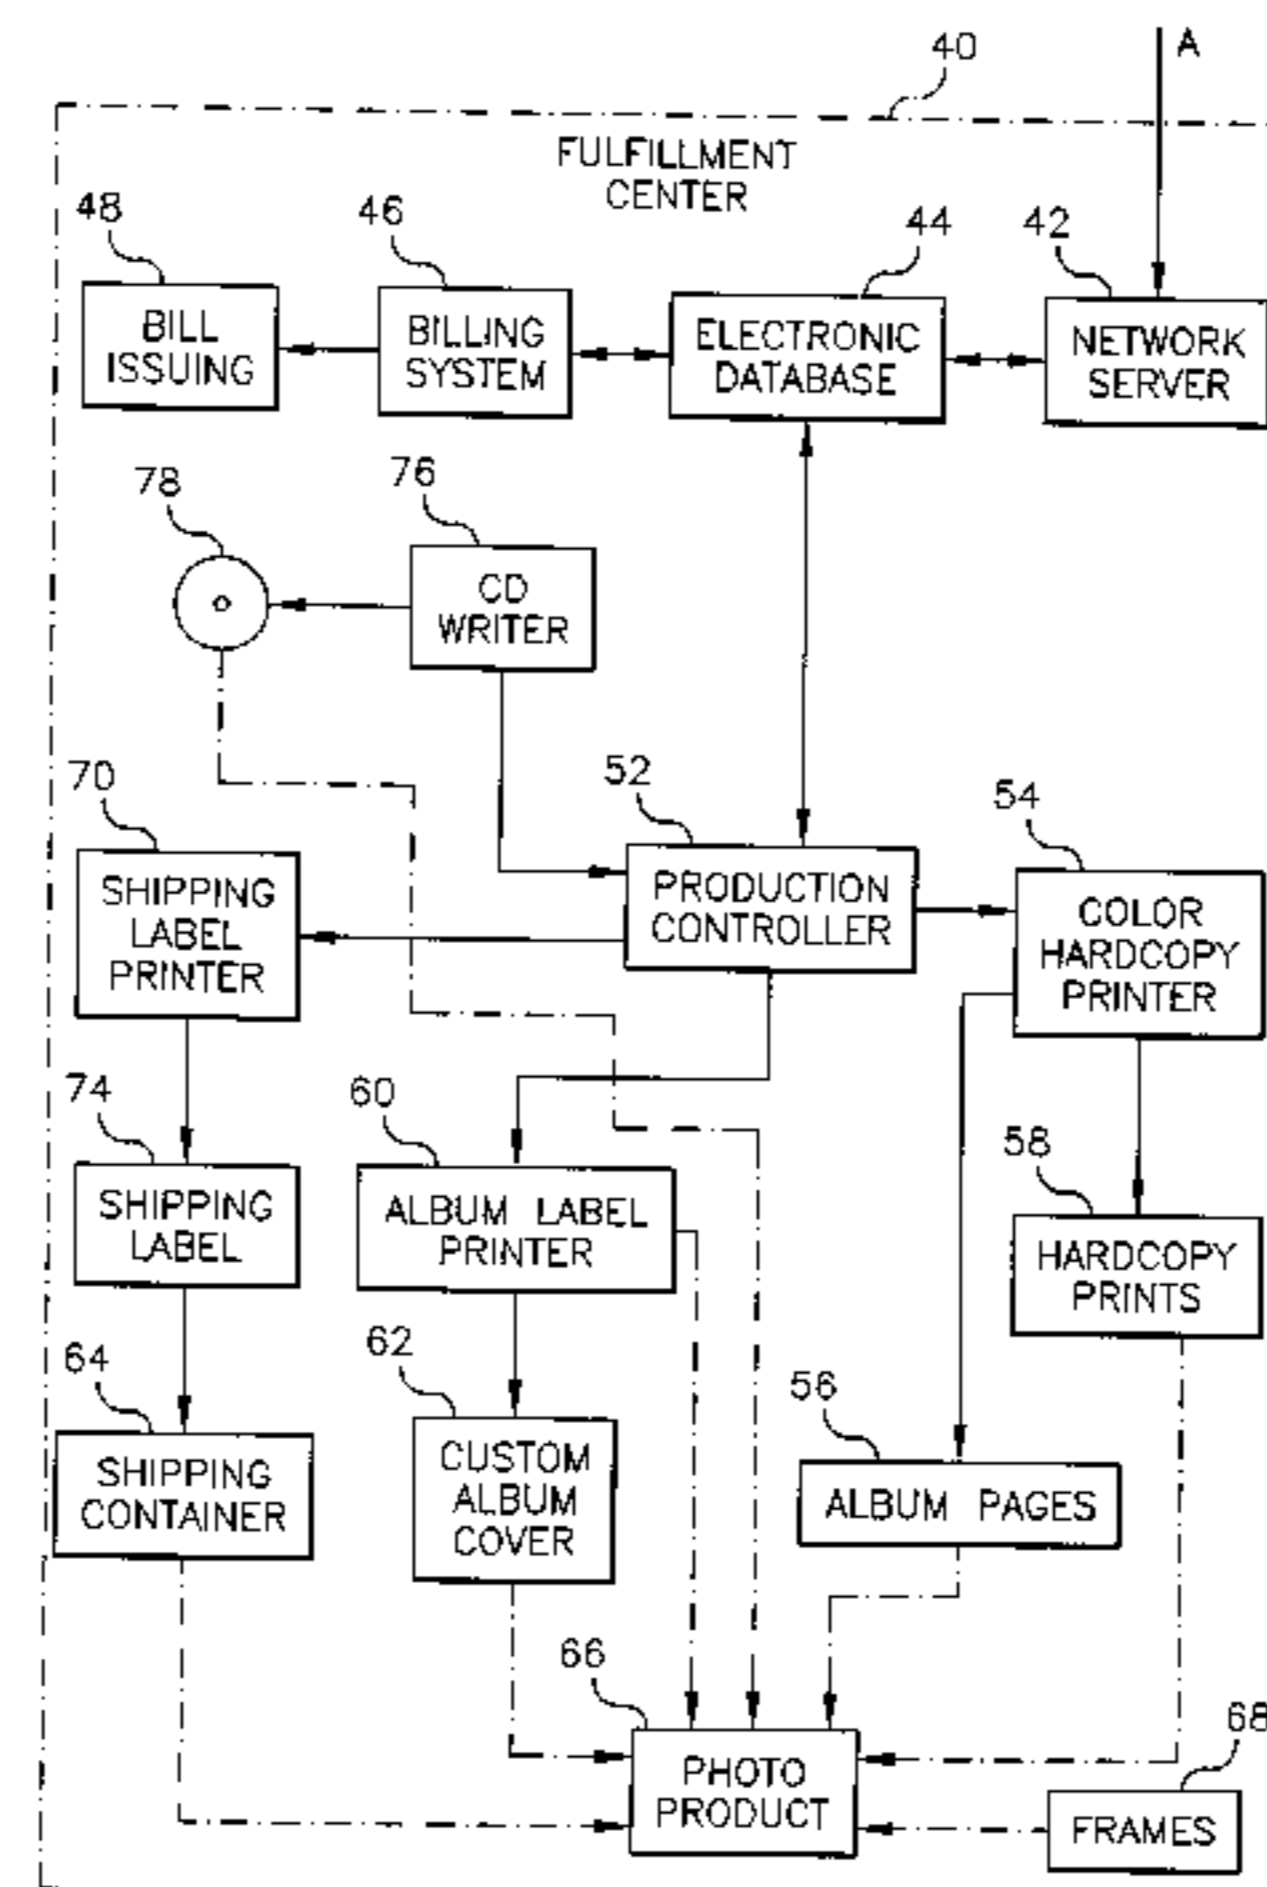 40
A
FULFILLMENT
CENTER
48
46
44
42
BILL
ISSUING
BILLING
SYSTEM
ELECTRONIC
DATABASE
NETWORK
SERVER
78
76
CD
WRITER
70
52
54
SHIPPING
LABEL
PRINTER
PRODUCTION
CONTROLLER
COLOR
HARDCOPY
PRINTER
74
60
58
SHIPPING
LABEL
ALBUM LABEL
PRINTER
HARDCOPY
PRINTS
64
62
56
SHIPPING
CONTAINER
CUSTOM
ALBUM
COVER
ALBUM PAGES
66
68
PHOTO
PRODUCT
FRAMES